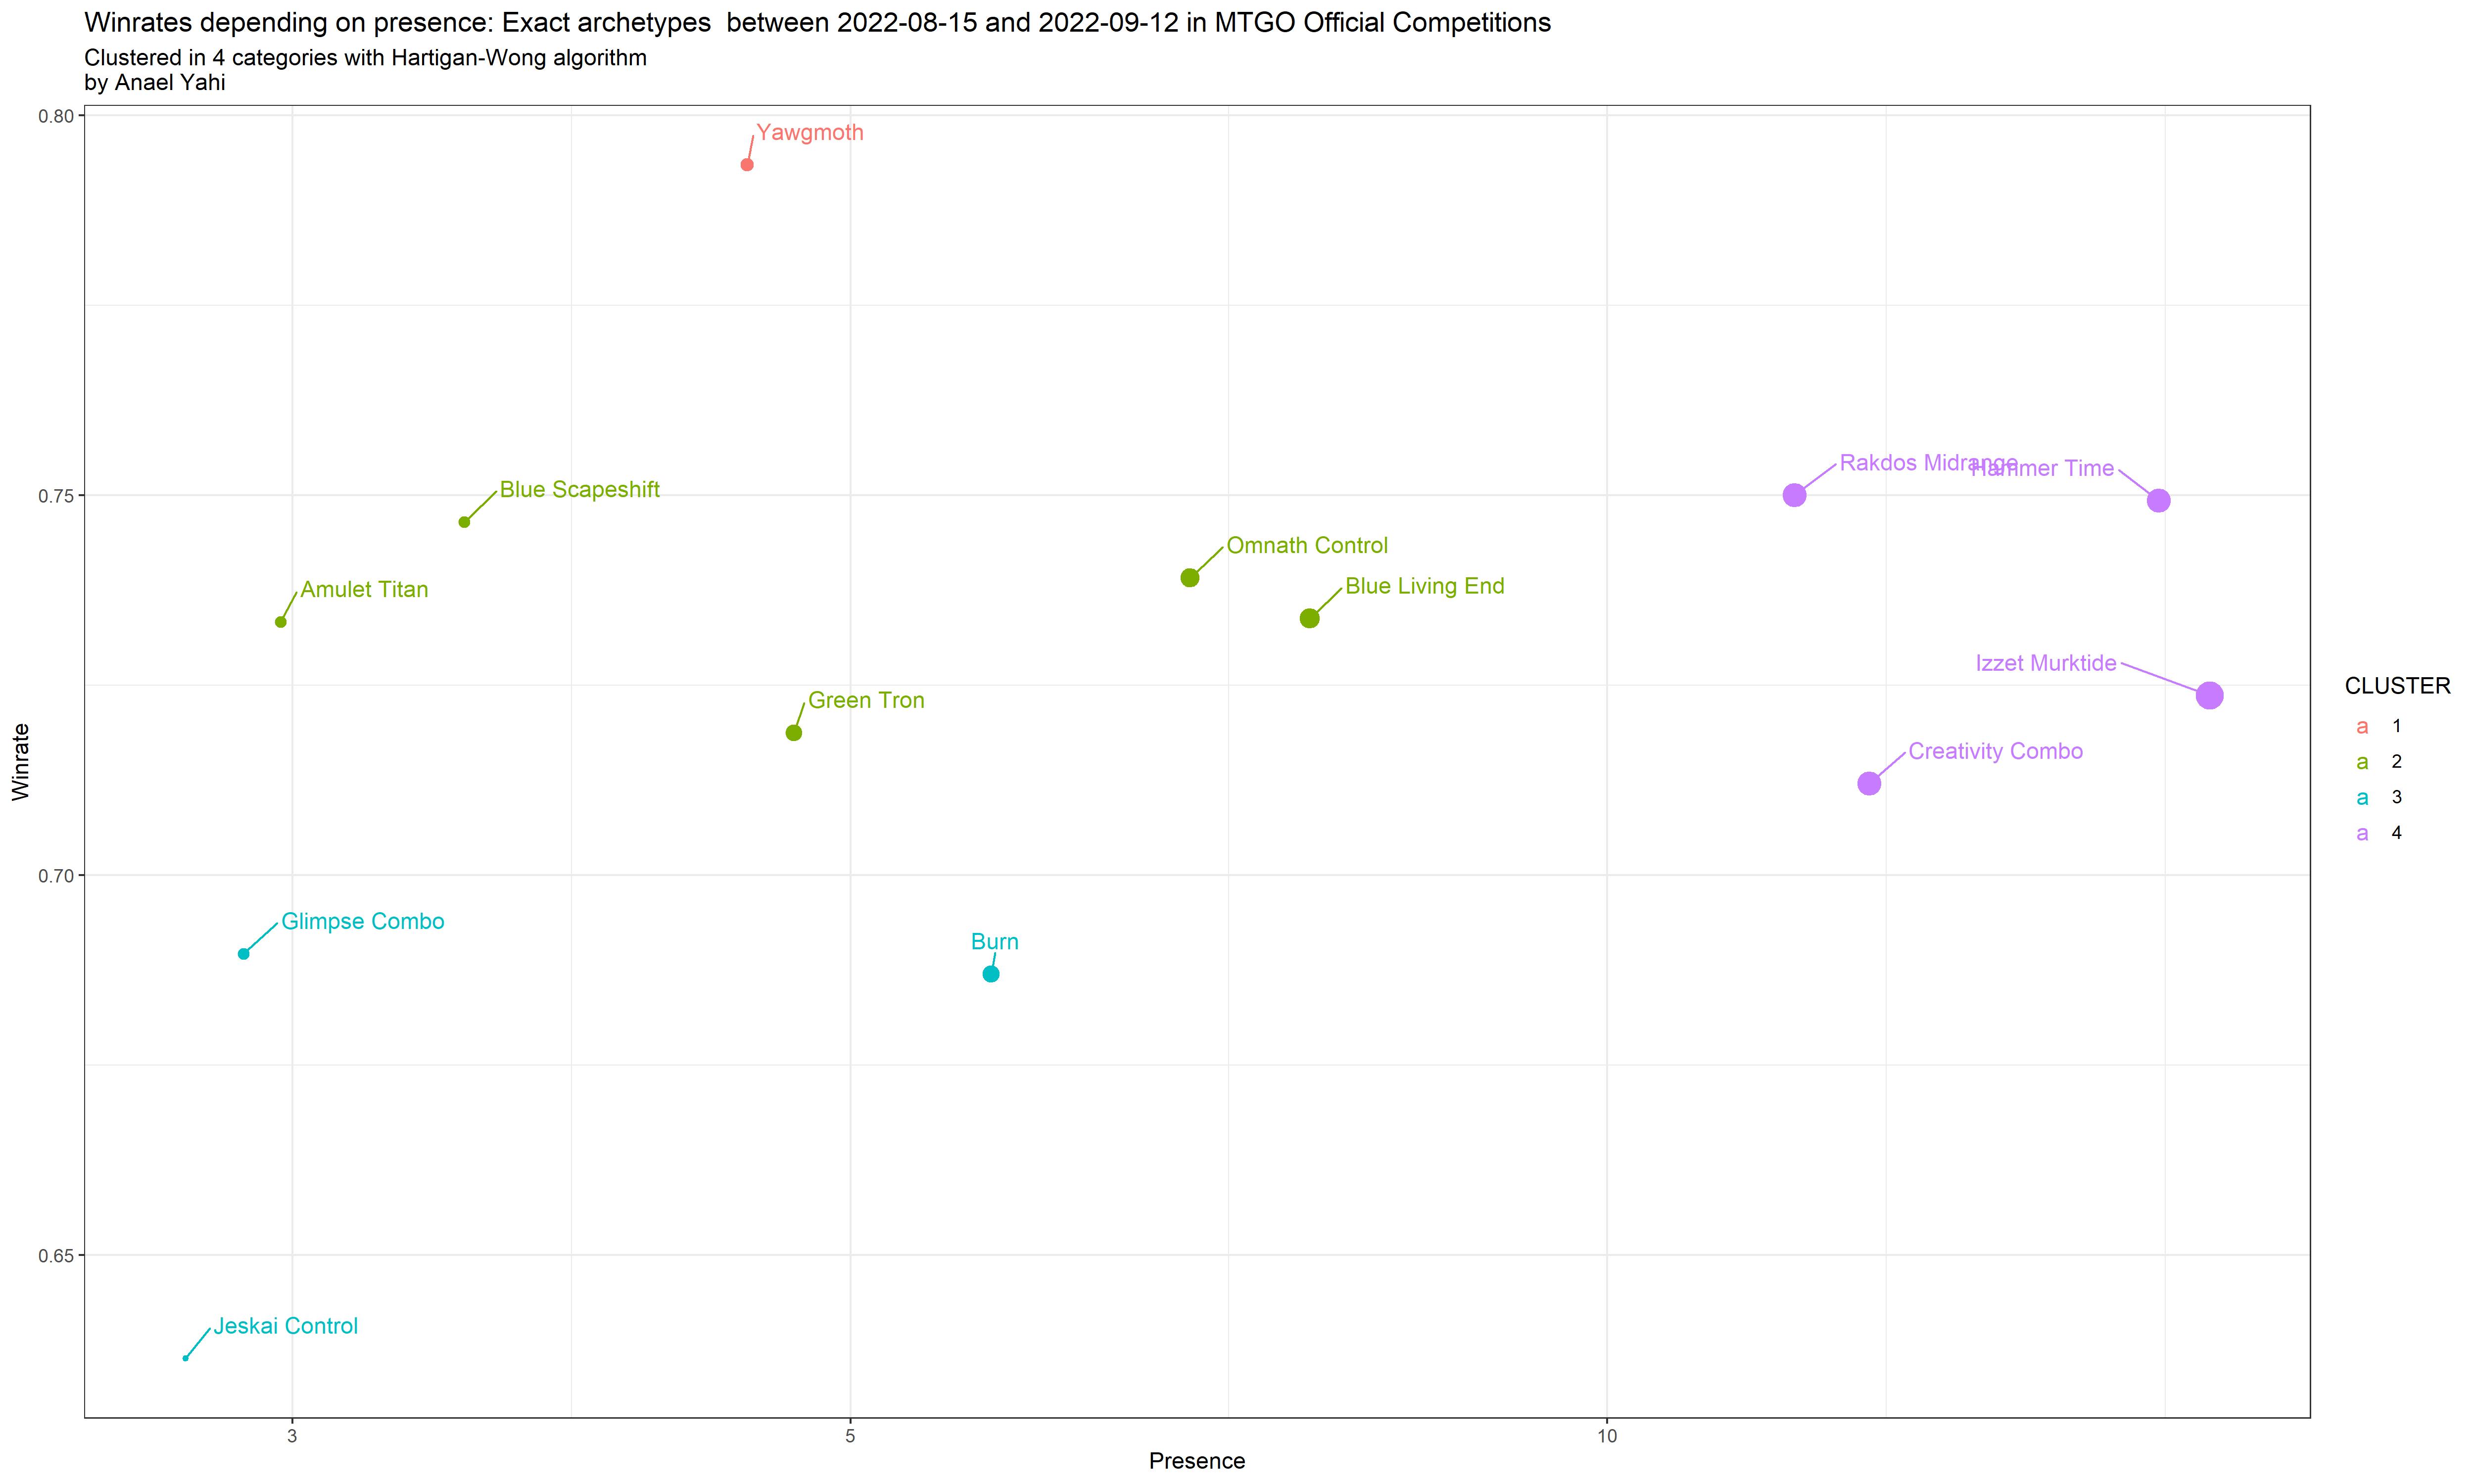 Winrates depending on presence: Exact archetypes  between 2022-08-15 and 2022-09-12 in MTGO Official Competitions
Clustered in 4 categories with Hartigan-Wong algorithm
by Anael Yahi
0.80
Yawgmoth
Rakdos Midrange
Hammer Time
Blue Scapeshift
0.75
Omnath Control
Blue Living End
Amulet Titan
Izzet Murktide
Green Tron
Creativity Combo
Winrate
CLUSTER
a 1
a 2
a 3
a 4
0.70
Glimpse Combo
Burn
0.65
Jeskai Control
3 5 10
Presence